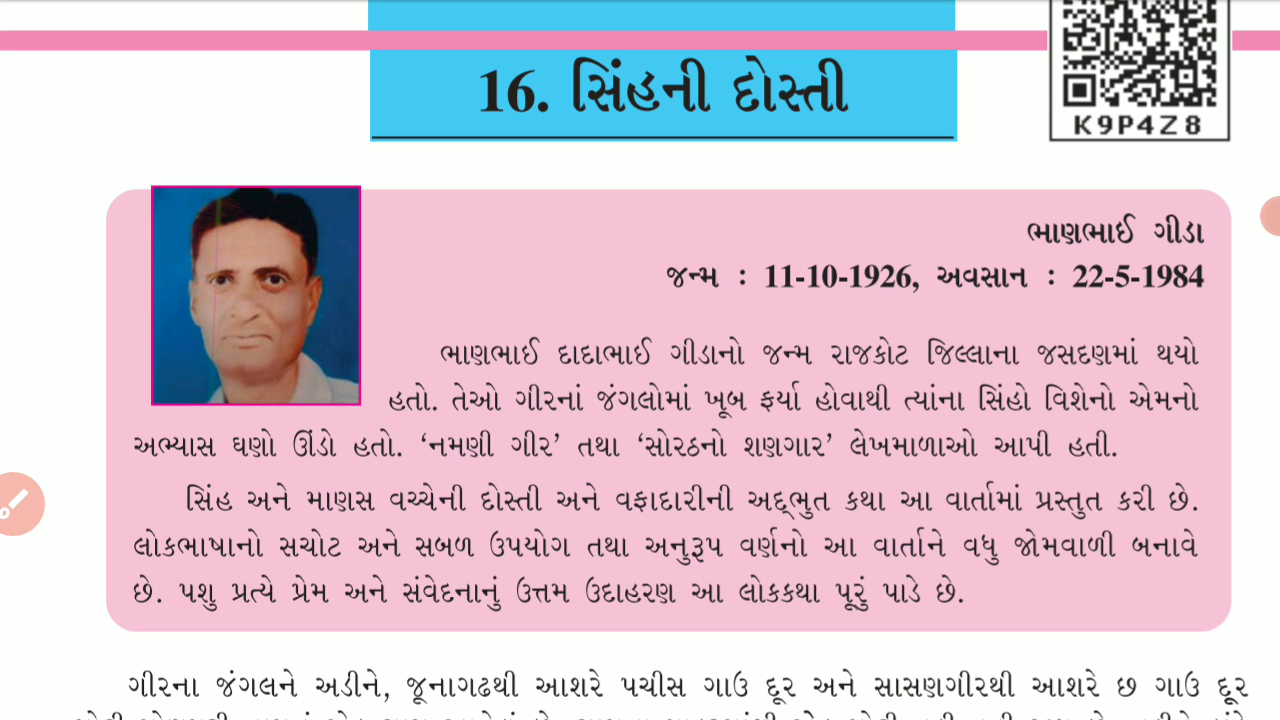 16. સિંહની દોસ્તી
K9P4Z8
ભાણભાઈ ગીડા
જન્મ : 11-10-1926, અવસાન : 22-5-1984
ભાણભાઈ દાદાભાઈ ગીડાનો જન્મ રાજકોટ જિલ્લાના જસદણમાં થયો
હતો. તેઓ ગીરનાં જંગલોમાં ખૂબ ફર્યા હોવાથી ત્યાંના સિંહો વિશેનો એમનો
અભ્યાસ ઘણો ઊંડો હતો. ‘નમણી ગીર’ તથા ‘સોરઠનો શણગાર’ લેખમાળાઓ આપી હતી.
સિંહ અને માણસ વચ્ચેની દોસ્તી અને વફાદારીની અદ્ભુત કથા આ વાર્તામાં પ્રસ્તુત કરી છે.
લોકભાષાનો સચોટ અને સબળ ઉપયોગ તથા અનુરૂપ વર્ણનો આ વાર્તાને વધુ જોમવાળી બનાવે
છે. પશુ પ્રત્યે પ્રેમ અને સંવેદનાનું ઉત્તમ ઉદાહરણ આ લોકકથા પૂરું પાડે છે.
ગીરના જંગલને અડીને, જૂનાગઢથી આશરે પચીસ ગાઉ દૂર અને સાસણગીરથી આશરે છ ગાઉ દૂર